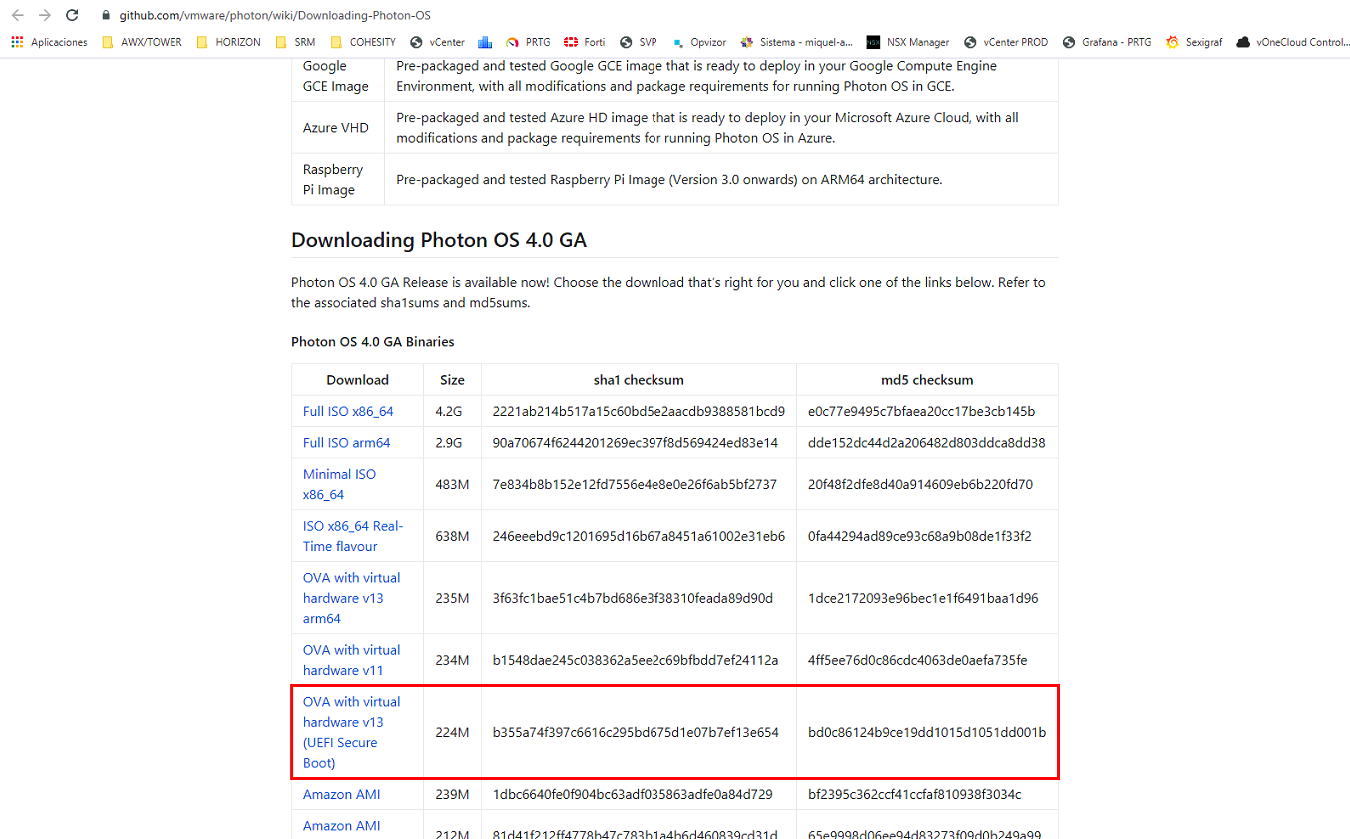 github.com/vmware/photon/wiki/Downloading-Photon-OS
Aplicaciones AWX/TOWER HORIZON SRM COHESITY vCenter PRTG Forti SVP Opvizor Sistema - miquel-a... NSX NSX Manager vCenter PROD Grafana - PRTG Sexigraf vOneCloud Control...
Google
GCE Image
Pre-packaged and tested Google GCE image that is ready to deploy in your Google Compute Engine
Environment, with all modifications and package requirements for running Photon OS in GCE.
Azure VHD
Pre-packaged and tested Azure HD image that is ready to deploy in your Microsoft Azure Cloud, with all
modifications and package requirements for running Photon OS in Azure.
Raspberry
Pi Image
Pre-packaged and tested Raspberry Pi Image (Version 3.0 onwards) on ARM64 architecture.
Downloading Photon OS 4.0 GA
Photon OS 4.0 GA Release is available now! Choose the download that's right for you and click one of the links below. Refer to
the associated sha1sums and md5sums.
Photon OS 4.0 GA Binaries
Download Size sha1 checksum md5 checksum
Full ISO x86_64 4.2G 2221ab214b517a15c60bd5e2aacdb9388581bcd9 e0c77e9495c7bfaea20cc17be3cb145b
Full ISO arm64 2.9G 90a70674f6244201269ec397f8d569424ed83e14 dde152dc44d2a206482d803ddca8dd38
Minimal ISO
x86_64
483M 7e834b8b152e12fd7556e4e8e0e26f6ab5bf2737 20f48f2dfe8d40a914609eb6b220fd70
ISO x86_64 Real-
Time flavour
638M 246eeebd9c1201695d16b67a8451a61002e31eb6 0fa44294ad89ce93c68a9b08de1f33f2
OVA with virtual
hardware v13
arm64
235M 3f63fc1bae51c4b7bd686e3f38310feada89d90d 1dce2172093e96bec1e1f6491baa1d96
OVA with virtual
hardware v11
234M b1548dae245c038362a5ee2c69bfbdd7ef24112a 4ff5ee76d0c86cdc4063de0aefa735fe
OVA with virtual
hardware v13
(UEFI Secure
Boot)
224M b355a74f397c6616c295bd675d1e07b7ef13e654 bd0c86124b9ce19dd1015d1051dd001b
Amazon AMI 239M 1dbc6640fe0f904bc63adf035863adfe0a84d729 bf2395c362ccf41ccfaf810938f3034c
Amazon AMI
212M 81d41f212ff4778b47c783b1a4b6d460839cd31d 65e9998d06ee94d83273f09d0b249a99